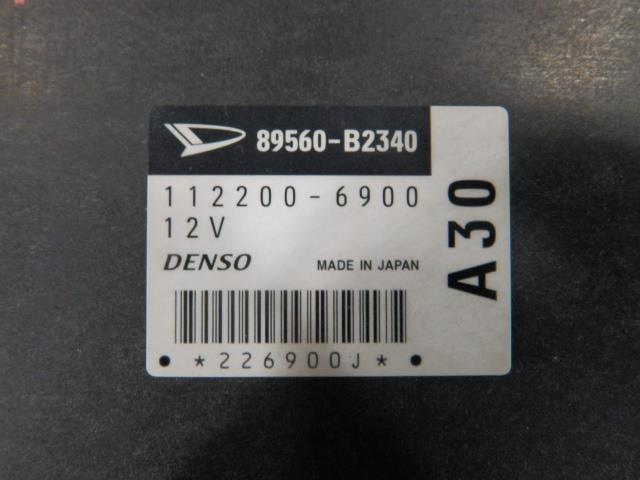 89560-B2340
112200-6900
12V
DENSO MADE IN JAPAN
*226900J*
A30